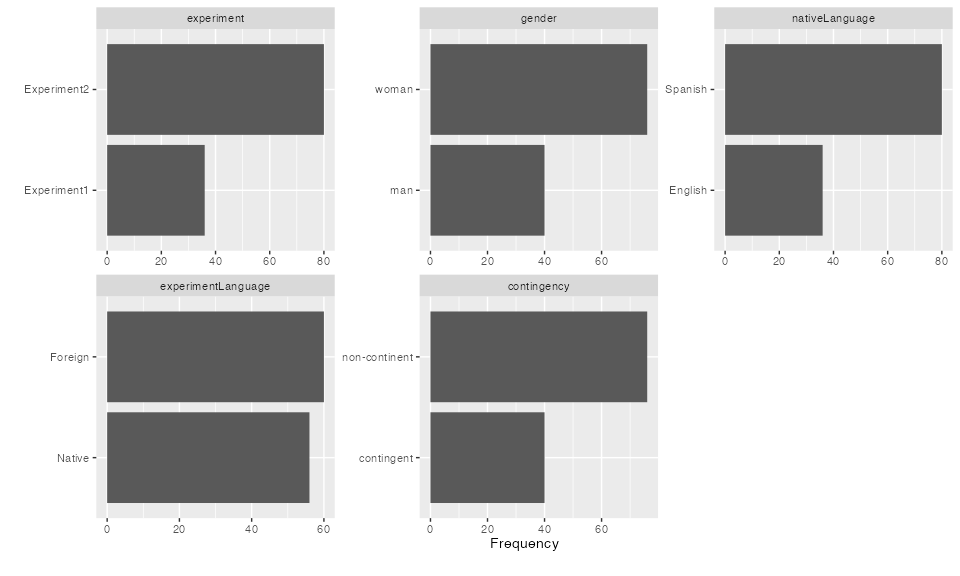 experiment
gender
nativeLanguage
Experiment2
woman
Spanish
Experiment1
man
English
0 20 40 60 80
0 20 40 60
0 20 40 60 80
experimentLanguage
contingency
Foreign
non-continent
Native
contingent
0 20 40 60
0 20 40 60
Frequency